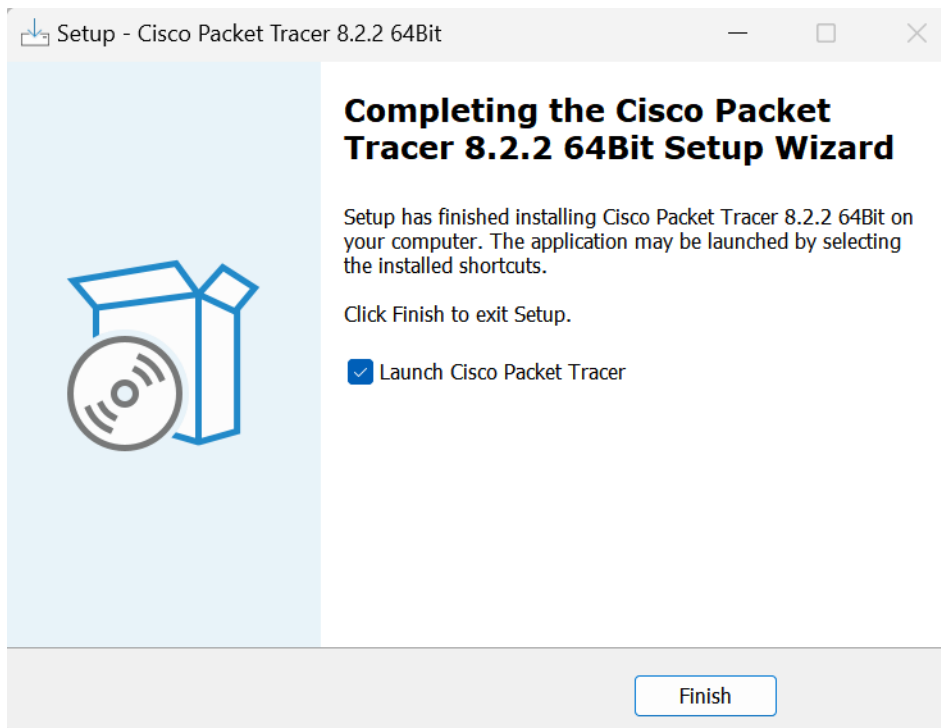 Setup - Cisco Packet Tracer 8.2.2 64Bit
Completing the Cisco Packet
Tracer 8.2.2 64Bit Setup Wizard
Setup has finished installing Cisco Packet Tracer 8.2.2 64Bit on
your computer. The application may be launched by selecting
the installed shortcuts.
Click Finish to exit Setup.
Launch Cisco Packet Tracer
Finish